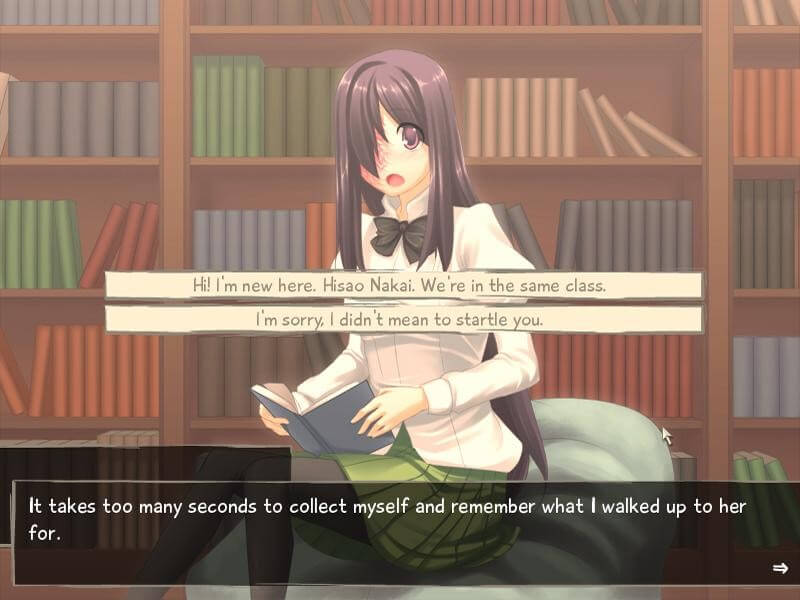 Hi! I'm new here. Hisao Nakai. We're in the same class.
I'm sorry, I didn't mean to startle you.
It takes too many seconds to collect myself and remember what I walked up to her
for.